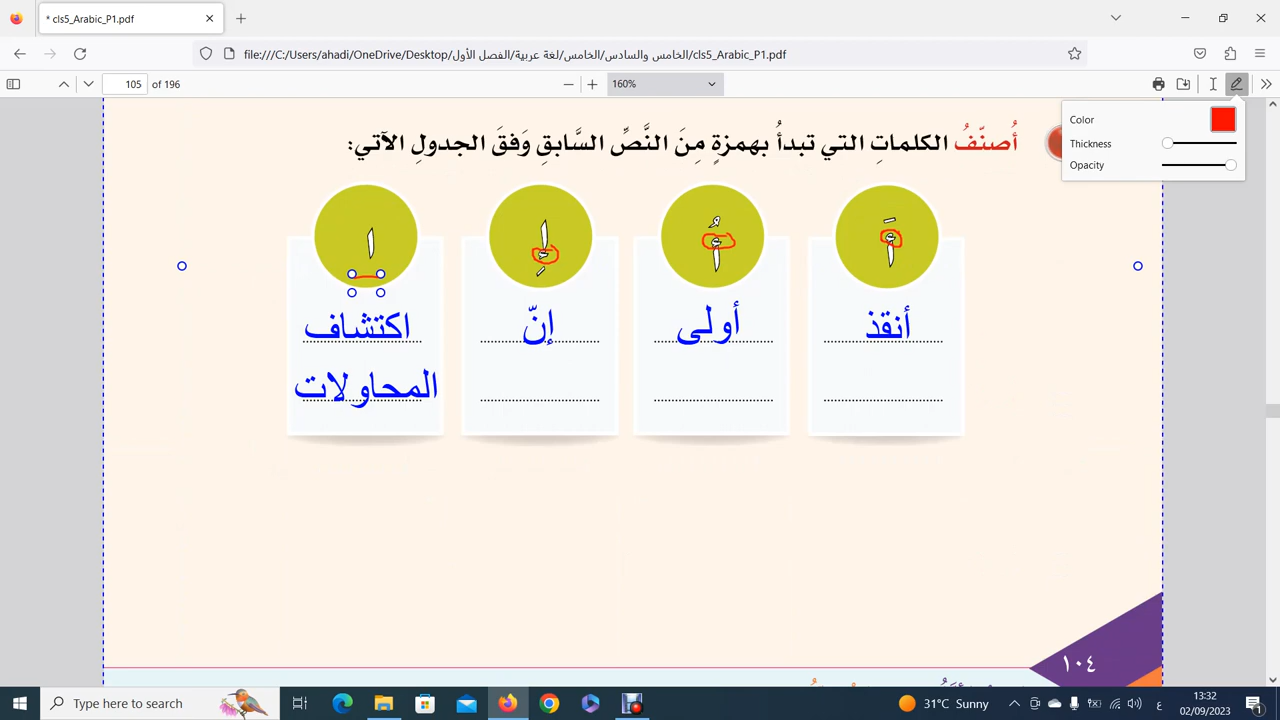 * cls5_Arabic_P1.pdf
file:///C:/Users/ahadi/OneDrive/Desktop/الفصل الأول/لغة عربية/الخامس/الخامس والسادس/cls5_Arabic_P1.pdf
105 of 196
160%
Color
Thickness
Opacity
أُصنّفُ الكلماتِ التي تبدأُ بهمزةٍ مِنَ النَّصِّ السَّابقِ وَفقَ الجدولِ الآتي:
أَ أُ إِ ا
أنقذ أولى إنّ اكتشاف
المحاولات
١٠٤
Type here to search
31°C Sunny
ع
13:32
02/09/2023